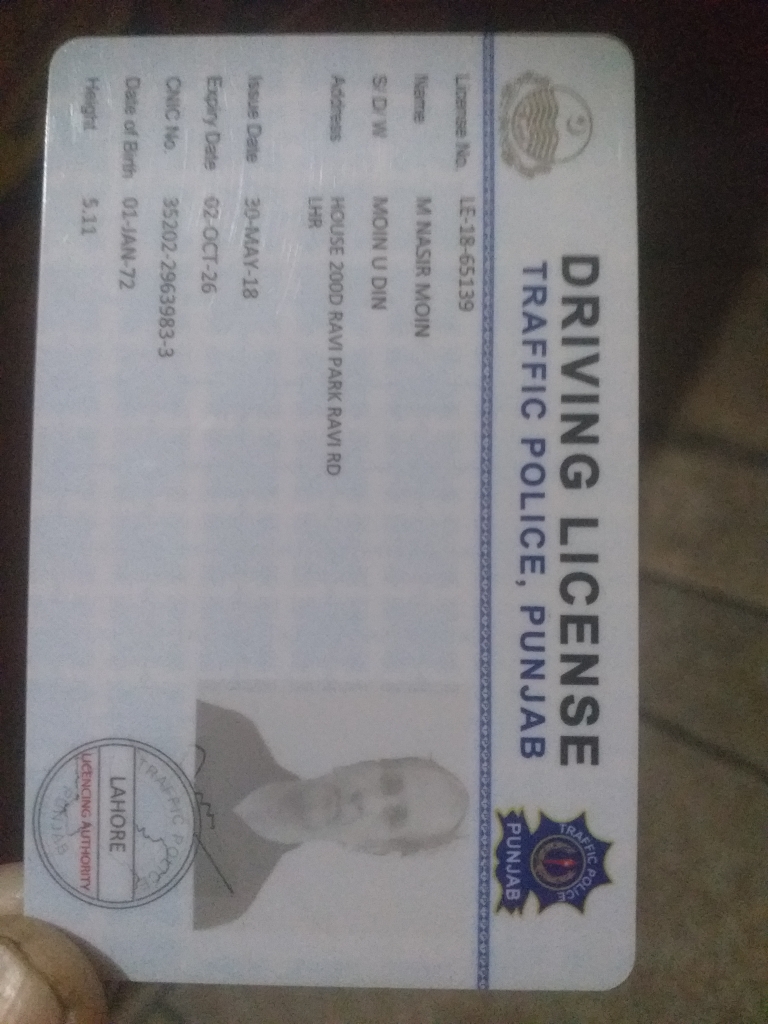 DRIVING LICENSE
TRAFFIC POLICE, PUNJAB
TRAFFIC POLICE
PUNJAB
License No. LE-18-65139
Name M NASIR MOIN
S/ D/ W MOIN U DIN
Address HOUSE 200D RAVI PARK RAVI RD
LHR
Issue Date 30-MAY-18
Expiry Date 02-OCT-26
CNIC No. 35202-2963983-3
Date of Birth 01-JAN-72
Height 5.11
TRAFFIC POLICE
LAHORE
LICENCING AUTHORITY
PUNJAB